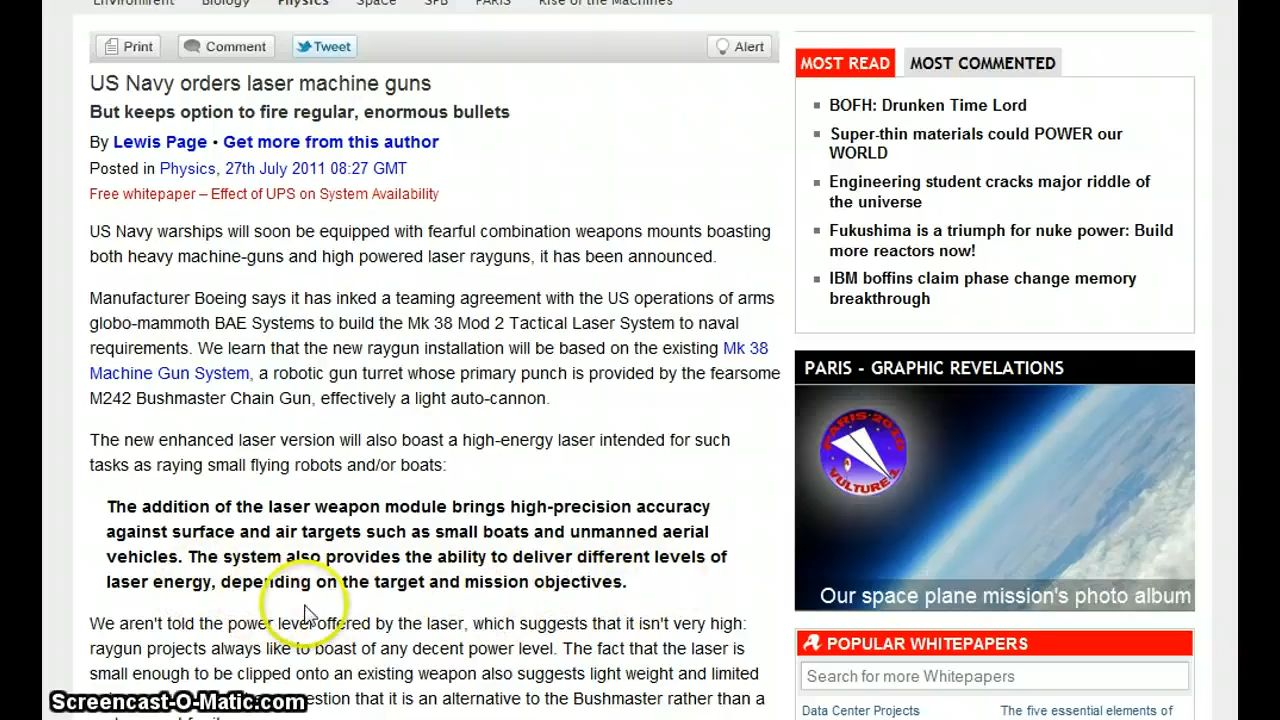 Environment Biology Physics Space SPB PARIS Rise of the Machines
Print Comment Tweet Alert
US Navy orders laser machine guns
But keeps option to fire regular, enormous bullets
By Lewis Page • Get more from this author
Posted in Physics, 27th July 2011 08:27 GMT
Free whitepaper – Effect of UPS on System Availability
US Navy warships will soon be equipped with fearful combination weapons mounts boasting
both heavy machine-guns and high powered laser rayguns, it has been announced.
Manufacturer Boeing says it has inked a teaming agreement with the US operations of arms
globo-mammoth BAE Systems to build the Mk 38 Mod 2 Tactical Laser System to naval
requirements. We learn that the new raygun installation will be based on the existing Mk 38
Machine Gun System, a robotic gun turret whose primary punch is provided by the fearsome
M242 Bushmaster Chain Gun, effectively a light auto-cannon.
The new enhanced laser version will also boast a high-energy laser intended for such
tasks as raying small flying robots and/or boats:
The addition of the laser weapon module brings high-precision accuracy
against surface and air targets such as small boats and unmanned aerial
vehicles. The system also provides the ability to deliver different levels of
laser energy, depending on the target and mission objectives.
We aren't told the power level offered by the laser, which suggests that it isn't very high:
raygun projects always like to boast of any decent power level. The fact that the laser is
small enough to be clipped onto an existing weapon also suggests light weight and limited
that it is an alternative to the Bushmaster rather than a
MOST READ MOST COMMENTED
BOFH: Drunken Time Lord
Super-thin materials could POWER our
WORLD
Engineering student cracks major riddle of
the universe
Fukushima is a triumph for nuke power: Build
more reactors now!
IBM boffins claim phase change memory
breakthrough
PARIS - GRAPHIC REVELATIONS
PARIS 2010
VULTURE 1
Our space plane mission's photo album
POPULAR WHITEPAPERS
Search for more Whitepapers
Data Center Projects The five essential elements of
Screencast-O-Matic.com